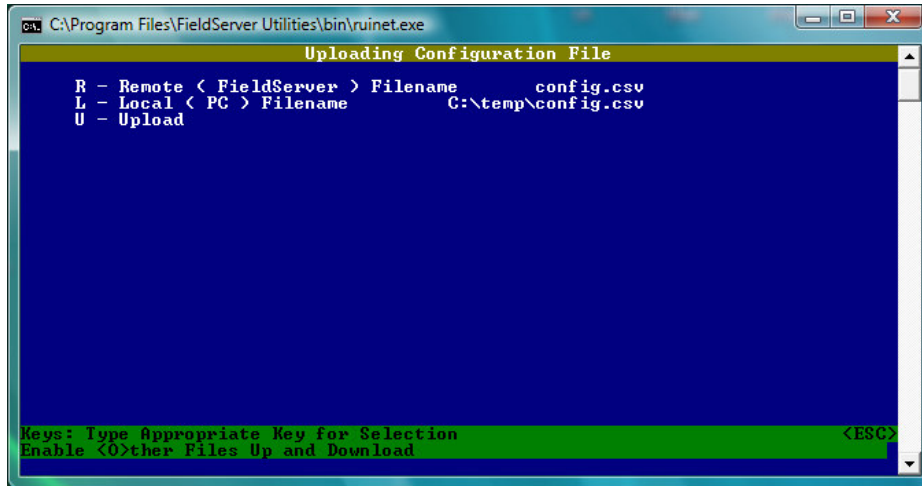 C:\Program Files\FieldServer Utilities\bin\ruinet.exe
Uploading Configuration File
R - Remote ( FieldServer ) Filename config.csv
L - Local ( PC ) Filename C:\temp\config.csv
U - Upload
Keys: Type Appropriate Key for Selection <ESC>
Enable <O>ther Files Up and Download